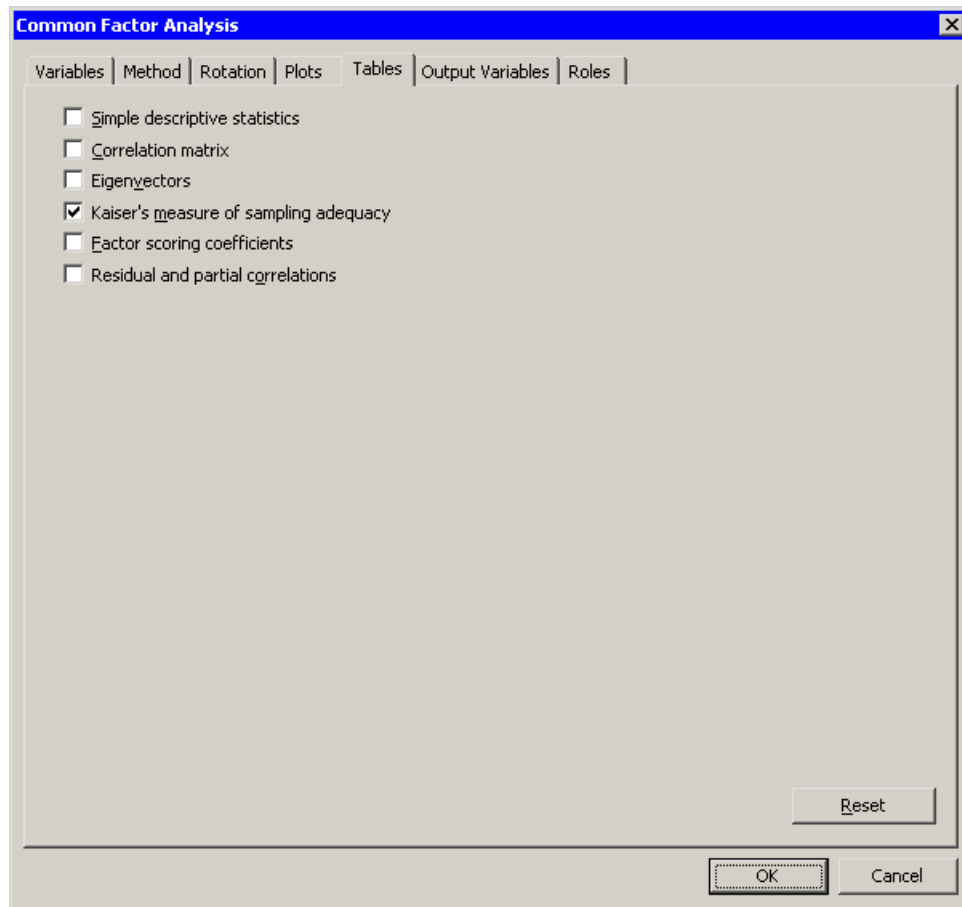 Common Factor Analysis
Variables Method Rotation Plots Tables Output Variables Roles
Simple descriptive statistics
Correlation matrix
Eigenvectors
Kaiser's measure of sampling adequacy
Factor scoring coefficients
Residual and partial correlations
Reset
OK Cancel